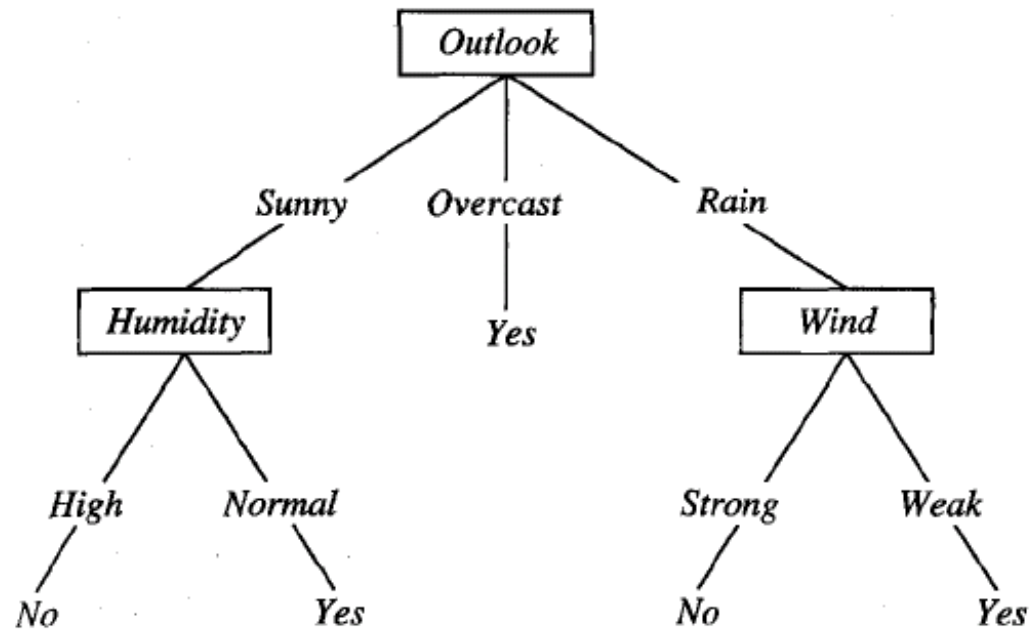 Outlook
Sunny Overcast Rain
Humidity Yes Wind
High Normal Strong Weak
No Yes No Yes